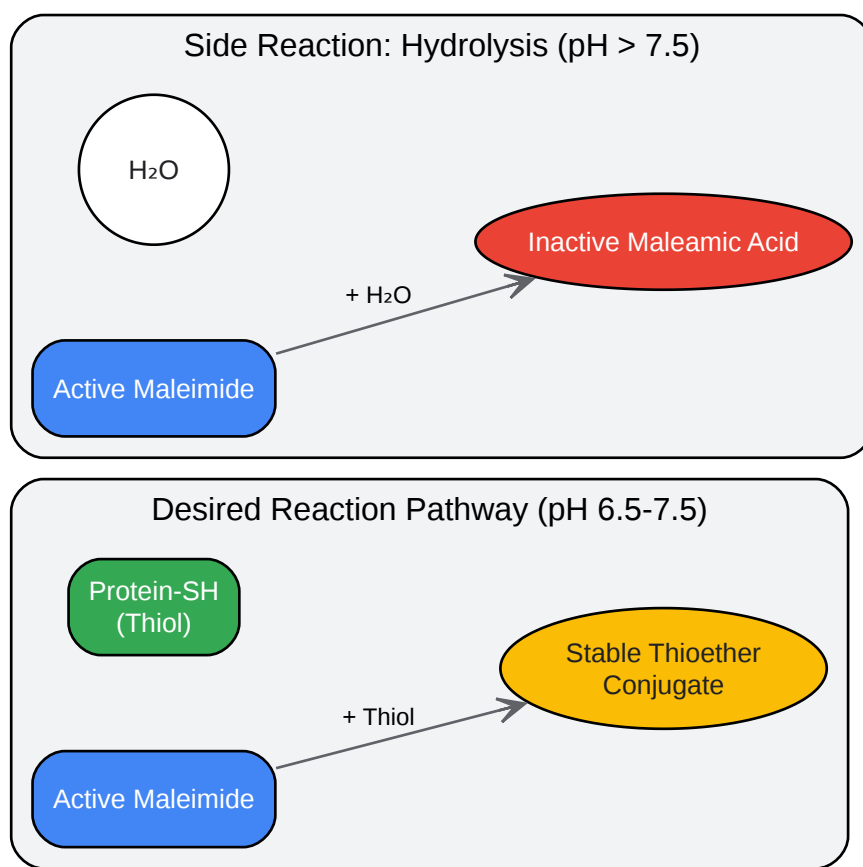 Side Reaction: Hydrolysis (pH > 7.5)
H₂O
Inactive Maleamic Acid
+ H₂O
Active Maleimide
Desired Reaction Pathway (pH 6.5-7.5)
Protein-SH
(Thiol)
Stable Thioether
Conjugate
+ Thiol
Active Maleimide